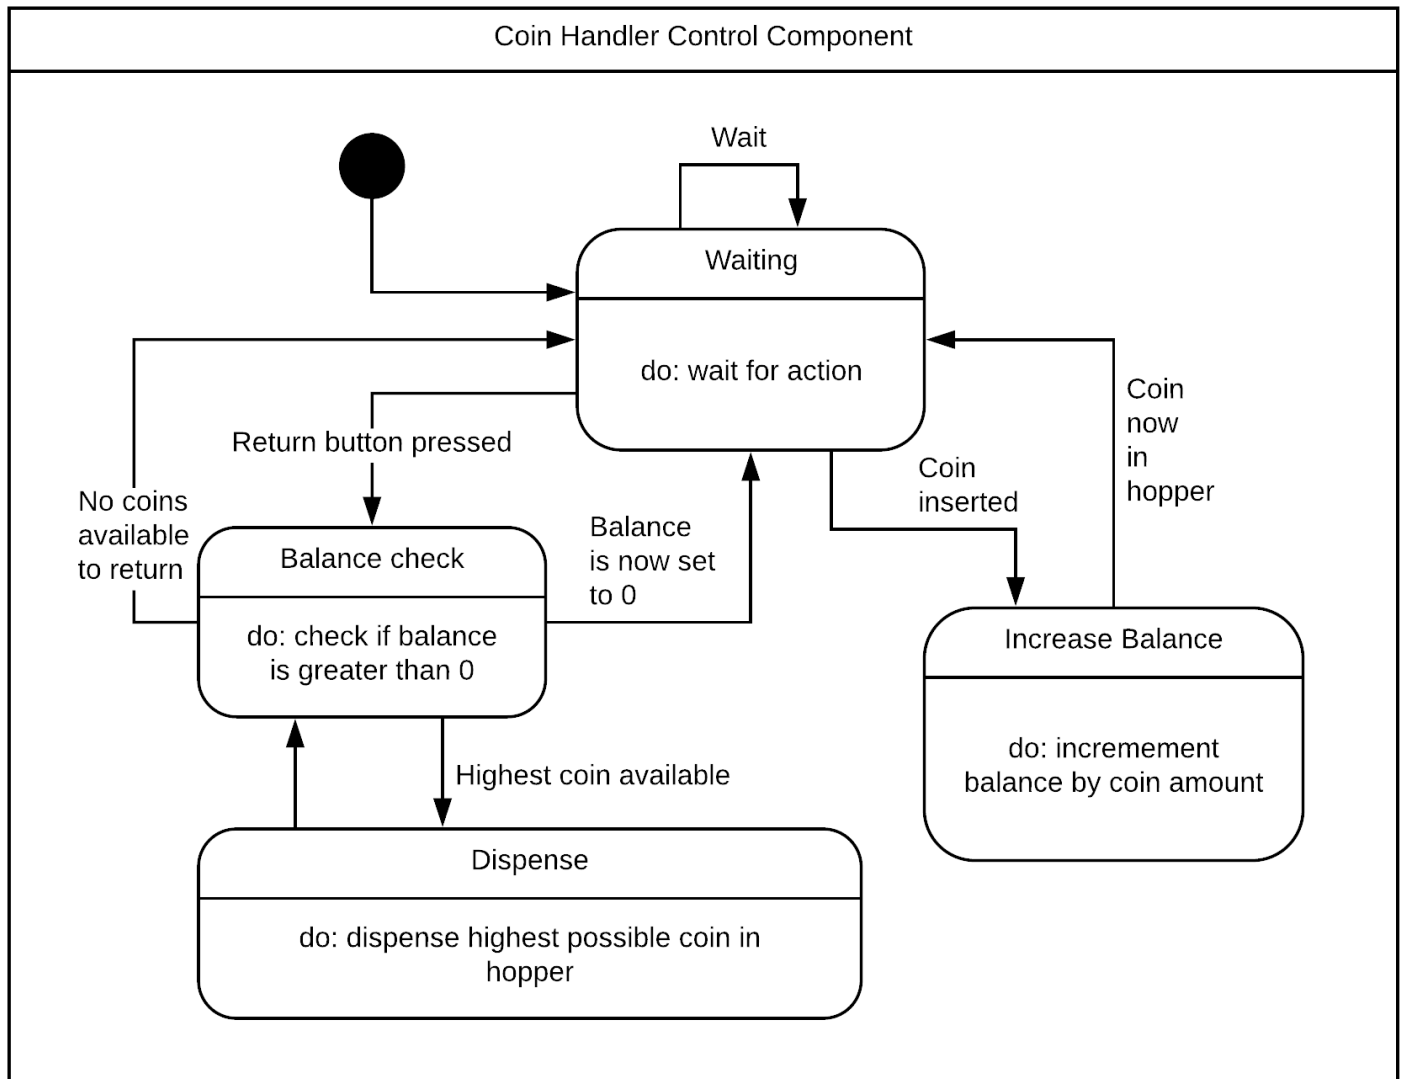 Coin Handler Control Component
Wait
Waiting
do: wait for action
Return button pressed
No coins
available
to return
Balance check
do: check if balance
is greater than 0
Balance
is now set
to 0
Coin
inserted
Coin
now
in
hopper
Increase Balance
do: incremement
balance by coin amount
Highest coin available
Dispense
do: dispense highest possible coin in
hopper